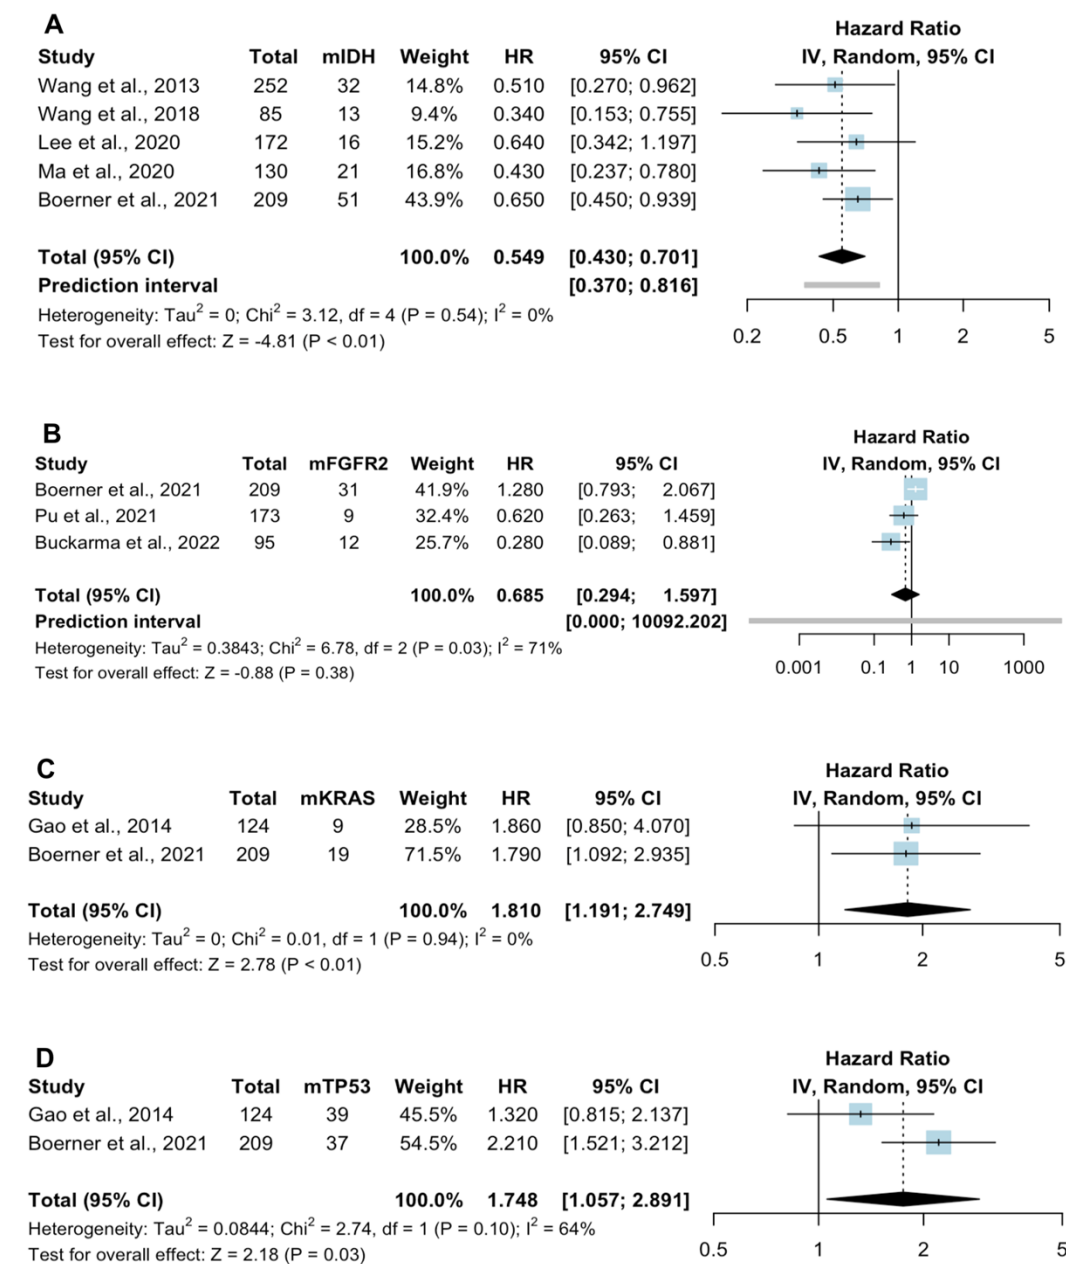 A
Hazard Ratio
Study Total mIDH Weight HR 95% CI IV, Random, 95% CI
Wang et al., 2013 252 32 14.8% 0.510 [0.270; 0.962]
Wang et al., 2018 85 13 9.4% 0.340 [0.153; 0.755]
Lee et al., 2020 172 16 15.2% 0.640 [0.342; 1.197]
Ma et al., 2020 130 21 16.8% 0.430 [0.237; 0.780]
Boerner et al., 2021 209 51 43.9% 0.650 [0.450; 0.939]
Total (95% CI) 100.0% 0.549 [0.430; 0.701]
Prediction interval [0.370; 0.816]
Heterogeneity: Tau² = 0; Chi² = 3.12, df = 4 (P = 0.54); I² = 0%
Test for overall effect: Z = -4.81 (P < 0.01)
0.2 0.5 1 2 5
B
Hazard Ratio
Study Total mFGFR2 Weight HR 95% CI IV, Random, 95% CI
Boerner et al., 2021 209 31 41.9% 1.280 [0.793; 2.067]
Pu et al., 2021 173 9 32.4% 0.620 [0.263; 1.459]
Buckarma et al., 2022 95 12 25.7% 0.280 [0.089; 0.881]
Total (95% CI) 100.0% 0.685 [0.294; 1.597]
Prediction interval [0.000; 10092.202]
Heterogeneity: Tau² = 0.3843; Chi² = 6.78, df = 2 (P = 0.03); I² = 71%
Test for overall effect: Z = -0.88 (P = 0.38)
0.001 0.1 1 10 1000
C
Hazard Ratio
Study Total mKRAS Weight HR 95% CI IV, Random, 95% CI
Gao et al., 2014 124 9 28.5% 1.860 [0.850; 4.070]
Boerner et al., 2021 209 19 71.5% 1.790 [1.092; 2.935]
Total (95% CI) 100.0% 1.810 [1.191; 2.749]
Heterogeneity: Tau² = 0; Chi² = 0.01, df = 1 (P = 0.94); I² = 0%
Test for overall effect: Z = 2.78 (P < 0.01)
0.5 1 2 5
D
Hazard Ratio
Study Total mTP53 Weight HR 95% CI IV, Random, 95% CI
Gao et al., 2014 124 39 45.5% 1.320 [0.815; 2.137]
Boerner et al., 2021 209 37 54.5% 2.210 [1.521; 3.212]
Total (95% CI) 100.0% 1.748 [1.057; 2.891]
Heterogeneity: Tau² = 0.0844; Chi² = 2.74, df = 1 (P = 0.10); I² = 64%
Test for overall effect: Z = 2.18 (P = 0.03)
0.5 1 2 5